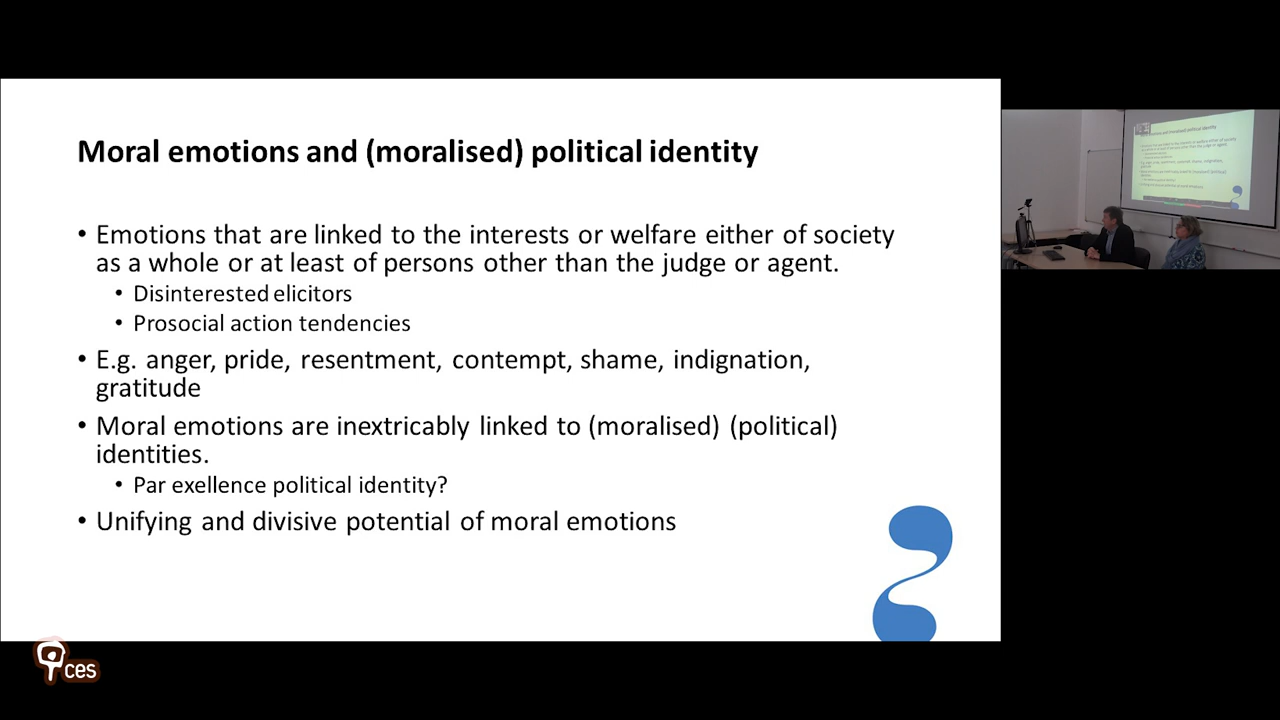 Moral emotions and (moralised) political identity
• Emotions that are linked to the interests or welfare either of society
as a whole or at least of persons other than the judge or agent.
• Disinterested elicitors
• Prosocial action tendencies
• E.g. anger, pride, resentment, contempt, shame, indignation,
gratitude
• Moral emotions are inextricably linked to (moralised) (political)
identities.
• Par exellence political identity?
• Unifying and divisive potential of moral emotions
ces